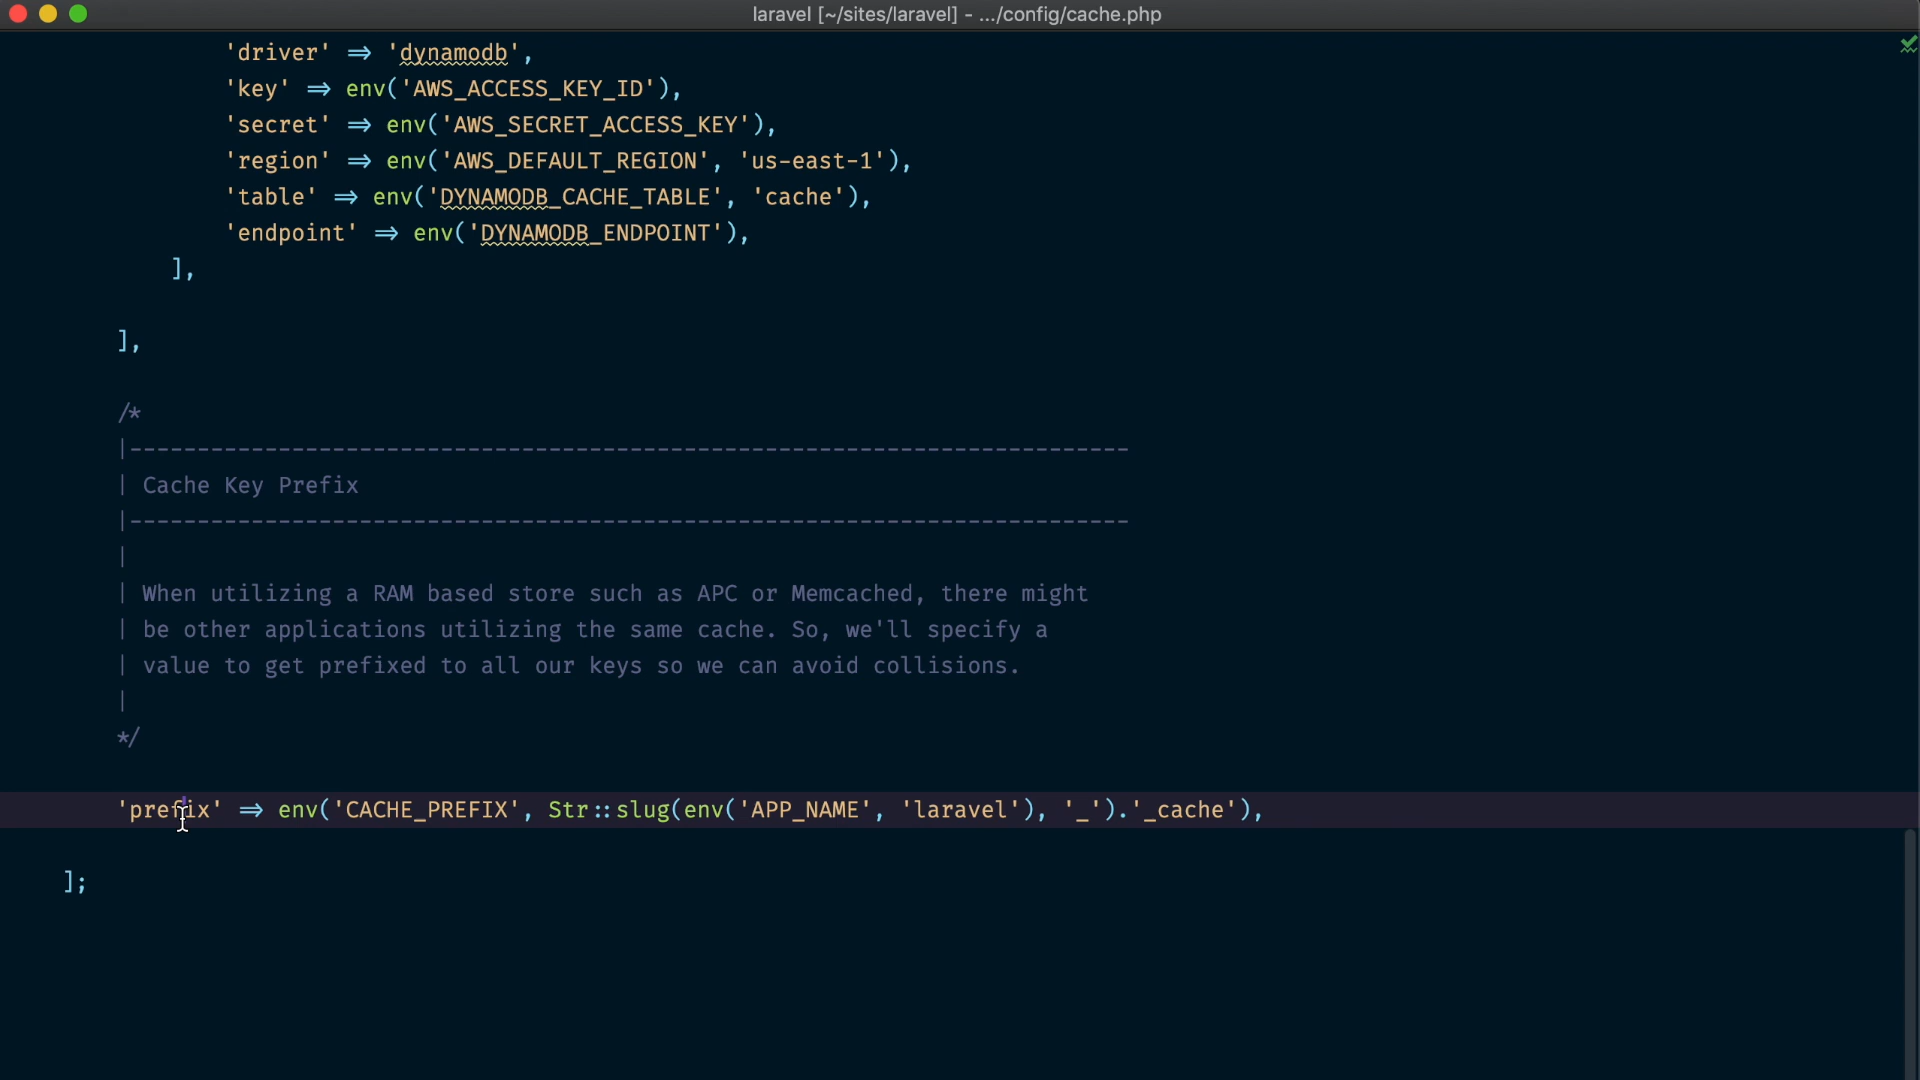 laravel [~/sites/laravel] - .../config/cache.php
'driver' => 'dynamodb',
'key' => env('AWS_ACCESS_KEY_ID'),
'secret' => env('AWS_SECRET_ACCESS_KEY'),
'region' => env('AWS_DEFAULT_REGION', 'us-east-1'),
'table' => env('DYNAMODB_CACHE_TABLE', 'cache'),
'endpoint' => env('DYNAMODB_ENDPOINT'),
],
],
/*
|--------------------------------------------------------------------------
| Cache Key Prefix
|--------------------------------------------------------------------------
|
| When utilizing a RAM based store such as APC or Memcached, there might
| be other applications utilizing the same cache. So, we'll specify a
| value to get prefixed to all our keys so we can avoid collisions.
|
*/
'prefix' => env('CACHE_PREFIX', Str::slug(env('APP_NAME', 'laravel'), '_').'_cache'),
];